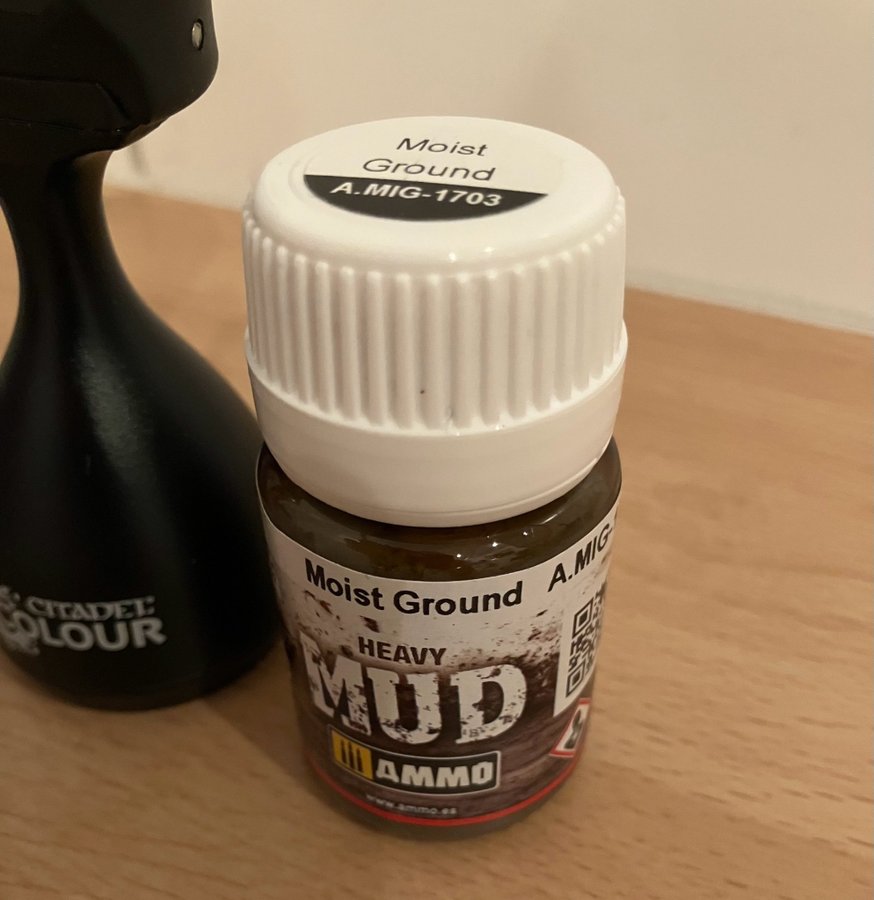 Moist
Ground
A.MIG-1703
Moist Ground
A.MIG-
HEAVY
MUD
AMMO
www.ammo.es
CITADEL
COLOUR